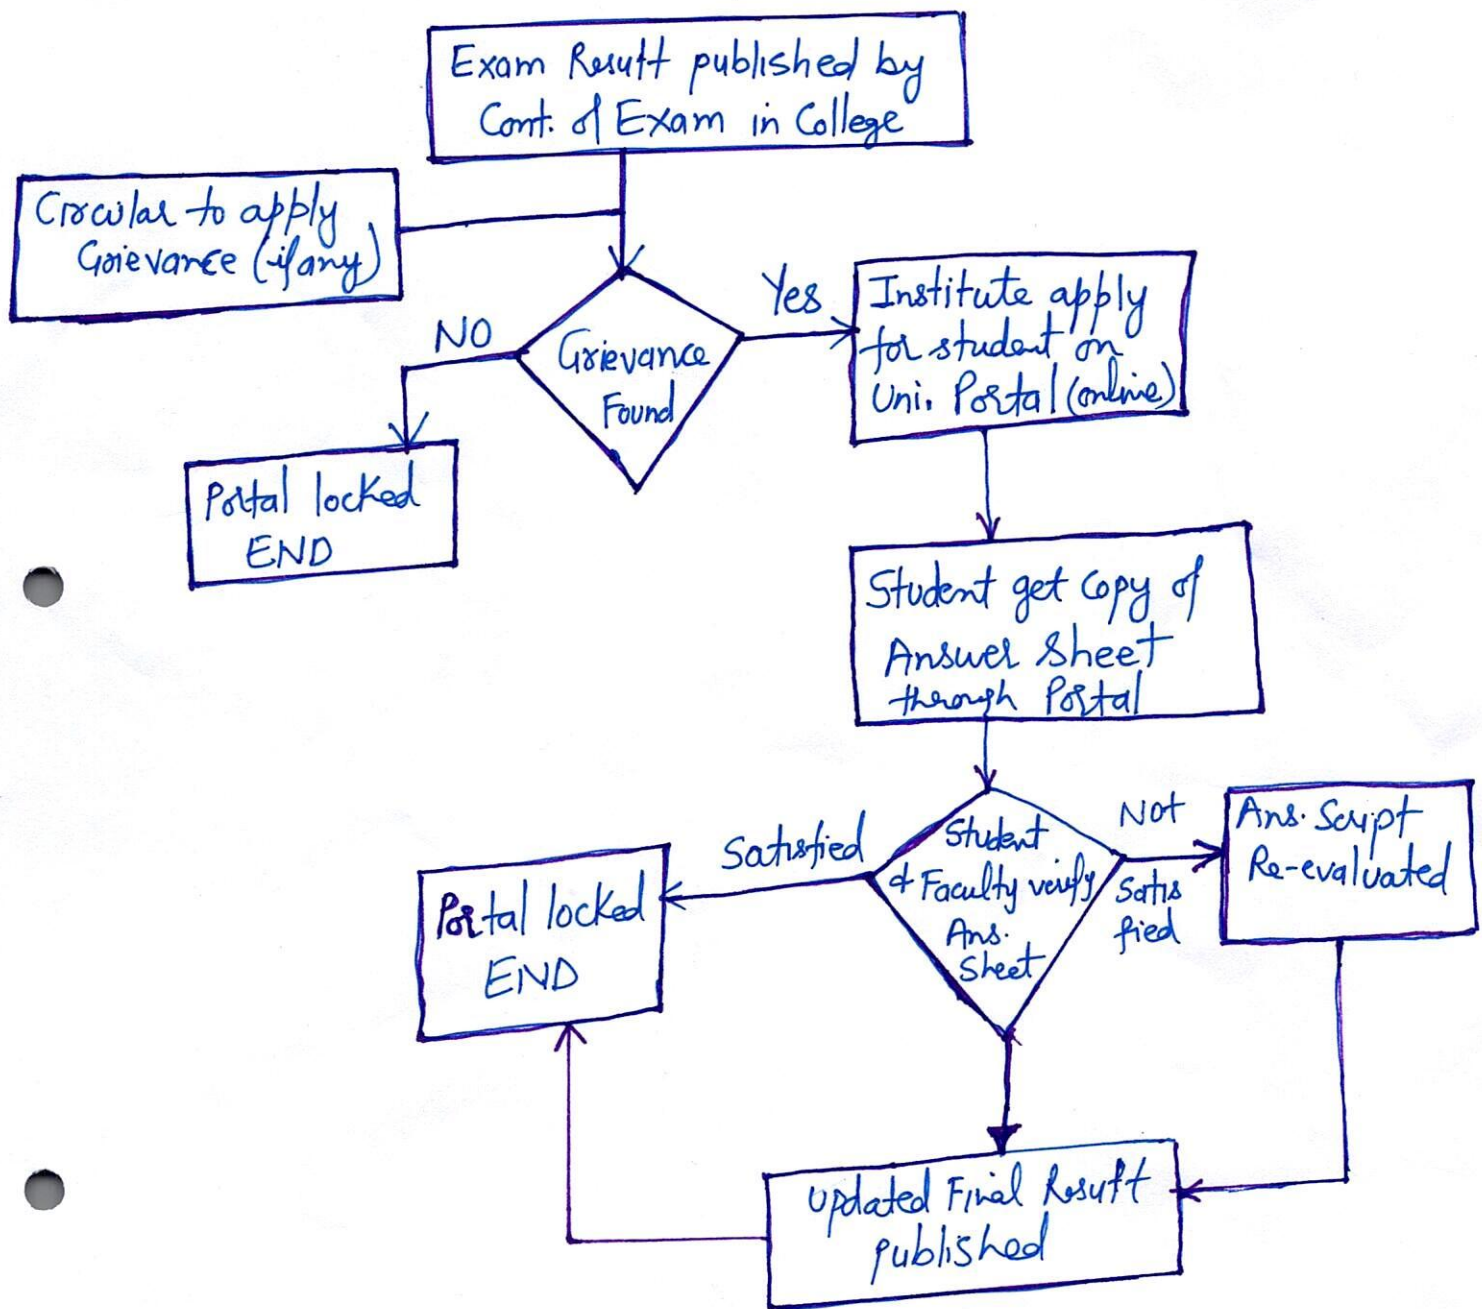 Exam Result published by
Cont. of Exam in College
Circular to apply
Grievance (if any)
Yes
NO
Grievance
Found
Institute apply
for student on
Uni. Portal (online)
Portal locked
END
Student get copy of
Answer sheet
through Portal
Satisfied
Student
& Faculty verify
Ans.
Sheet
Not
Satis
fied
Ans. Script
Re-evaluated
Portal locked
END
Updated Final Result
published